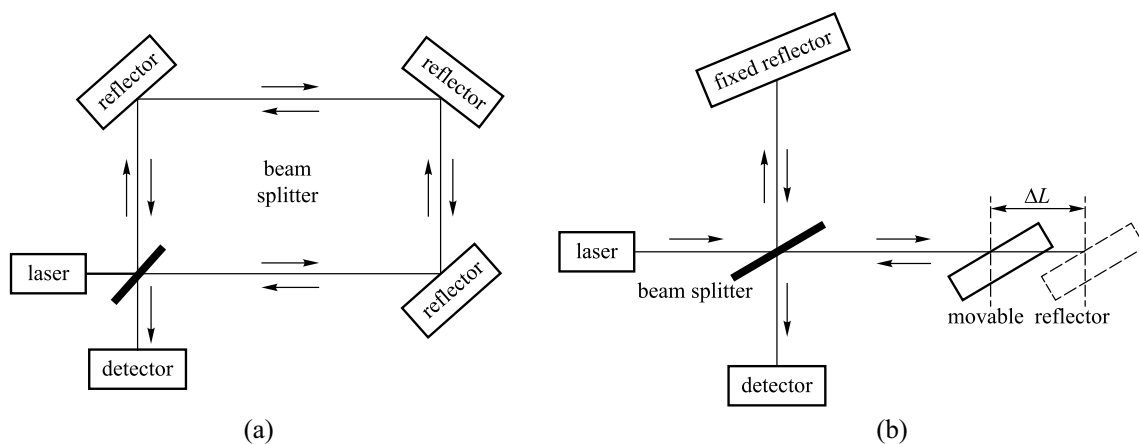 reflector
reflector
beam
splitter
laser
reflector
detector
(a)
fixed reflector
ΔL
laser
beam splitter
movable
reflector
detector
(b)